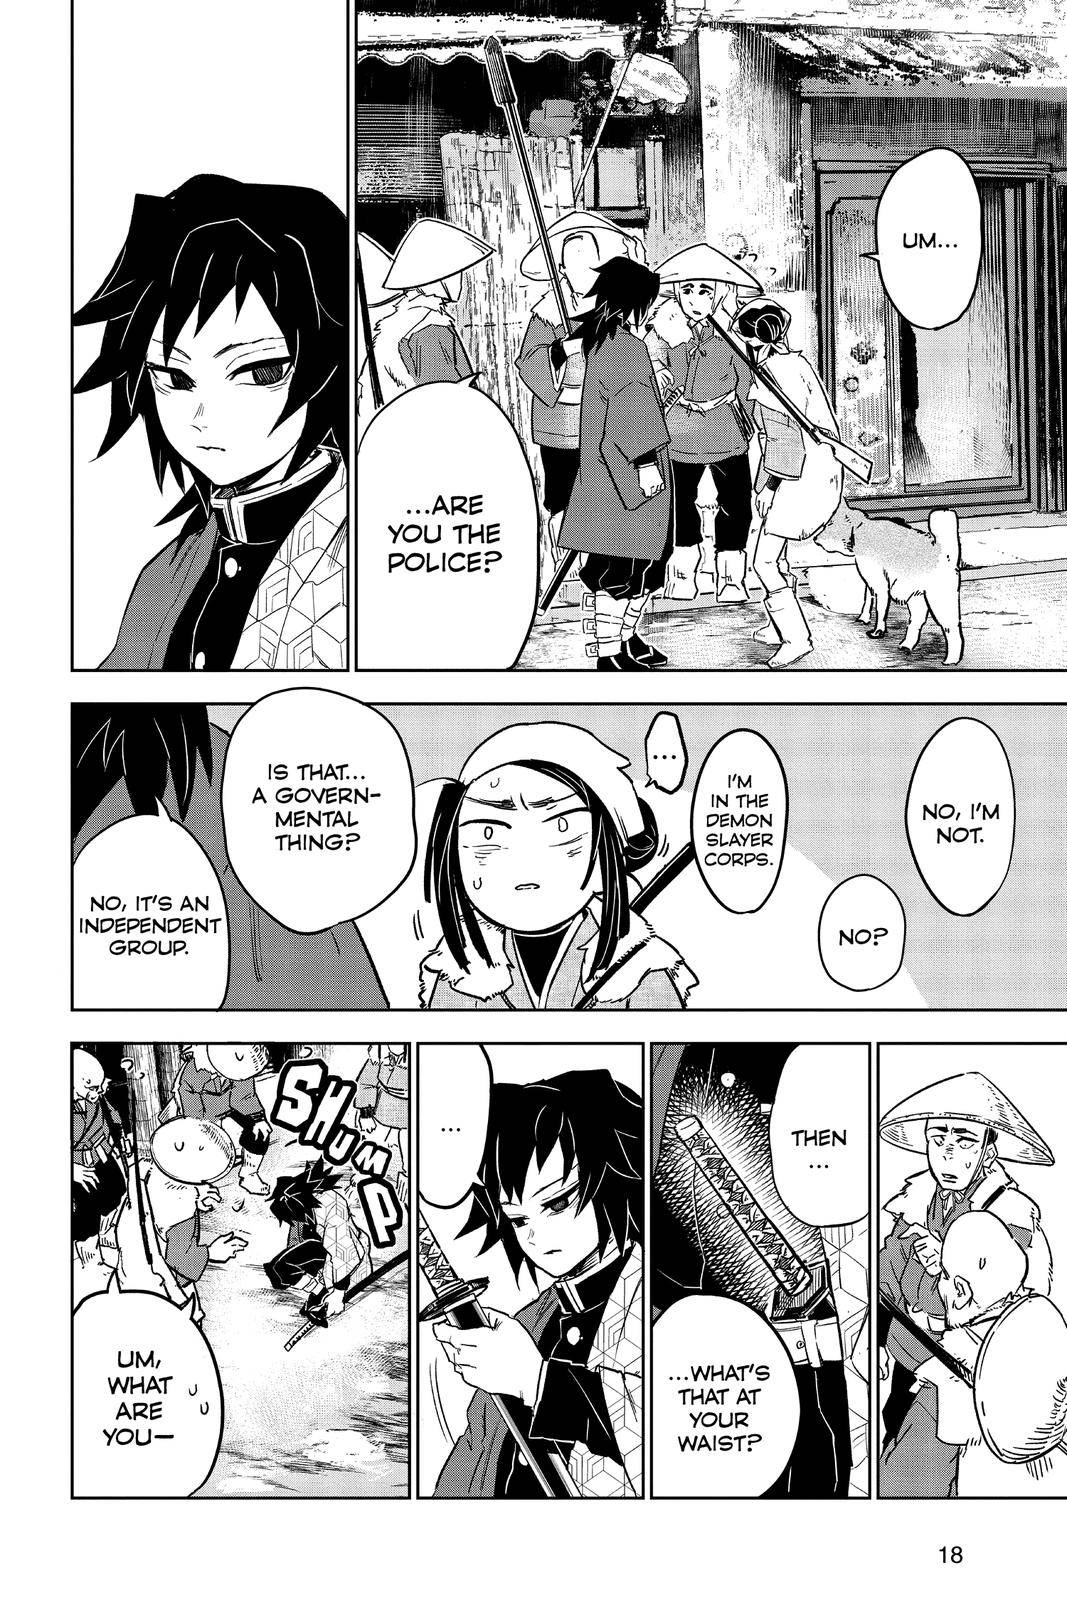 UM...
...ARE
YOU THE
POLICE?
NO, I'M
NOT.
NO?
I'M
IN THE
DEMON
SLAYER
CORPS.
...
IS THAT...
A GOVERN-
MENTAL
THING?
NO, IT'S AN
INDEPENDENT
GROUP.
THEN
...
...WHAT'S
THAT AT
YOUR
WAIST?
...
SHUMP
UM,
WHAT
ARE
YOU—
18